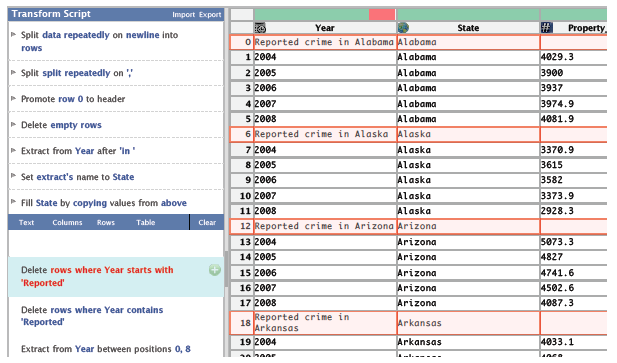 Transform Script Import Export
Split data repeatedly on newline into
rows
Split split repeatedly on ','
Promote row 0 to header
Delete empty rows
Extract from Year after 'in '
Set extract's name to State
Fill State by copying values from above
Text Columns Rows Table Clear
Delete rows where Year starts with
'Reported'
Delete rows where Year contains
'Reported'
Extract from Year between positions 0, 8
Year State # Property_
0 Reported crime in Alabama Alabama
1 2004 Alabama 4029.3
2 2005 Alabama 3900
3 2006 Alabama 3937
4 2007 Alabama 3974.9
5 2008 Alabama 4081.9
6 Reported crime in Alaska Alaska
7 2004 Alaska 3370.9
8 2005 Alaska 3615
9 2006 Alaska 3582
10 2007 Alaska 3373.9
11 2008 Alaska 2928.3
12 Reported crime in Arizona Arizona
13 2004 Arizona 5073.3
14 2005 Arizona 4827
15 2006 Arizona 4741.6
16 2007 Arizona 4502.6
17 2008 Arizona 4087.3
18 Reported crime in
Arkansas Arkansas
19 2004 Arkansas 4033.1